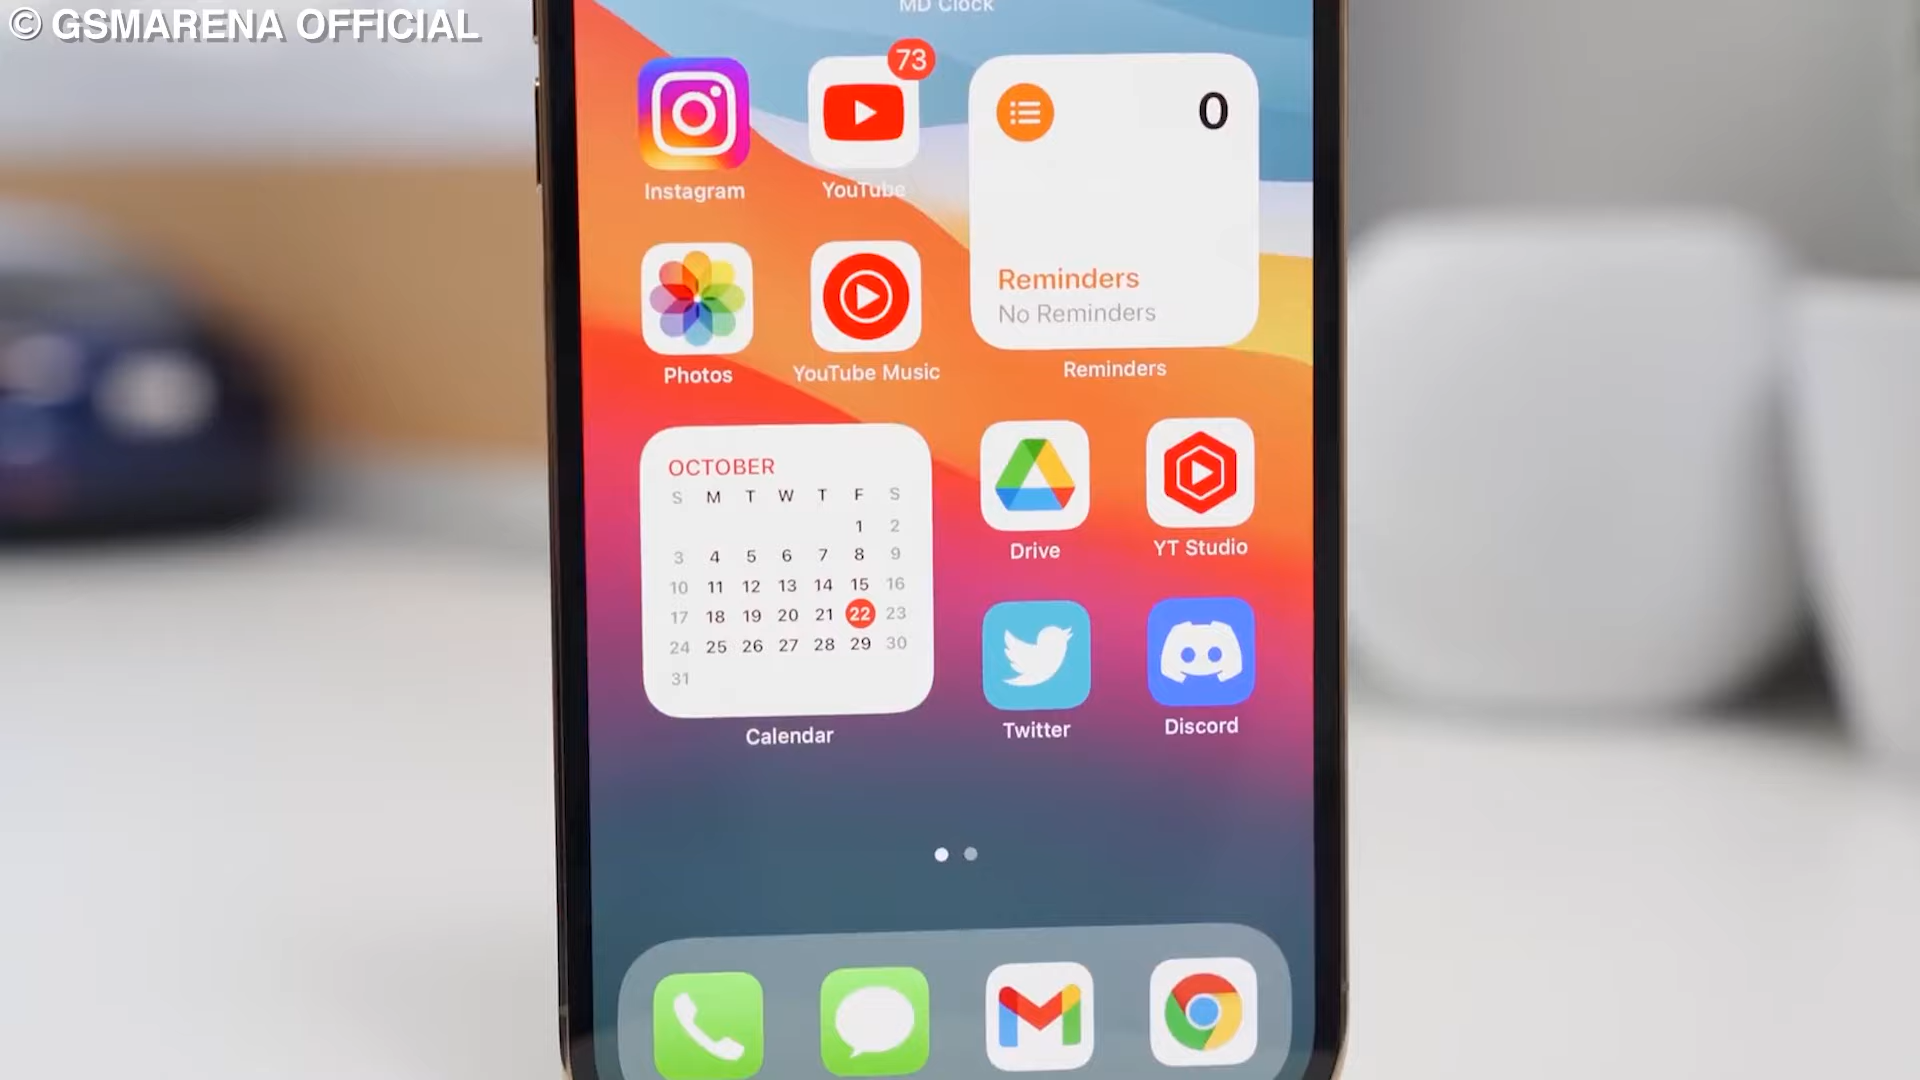 © GSMARENA OFFICIAL
MD Clock
73
0
Instagram
YouTube
Reminders
No Reminders
Photos
YouTube Music
Reminders
OCTOBER
S M T W T F S
1 2
3 4 5 6 7 8 9
10 11 12 13 14 15 16
17 18 19 20 21 22 23
24 25 26 27 28 29 30
31
Calendar
Drive
YT Studio
Twitter
Discord